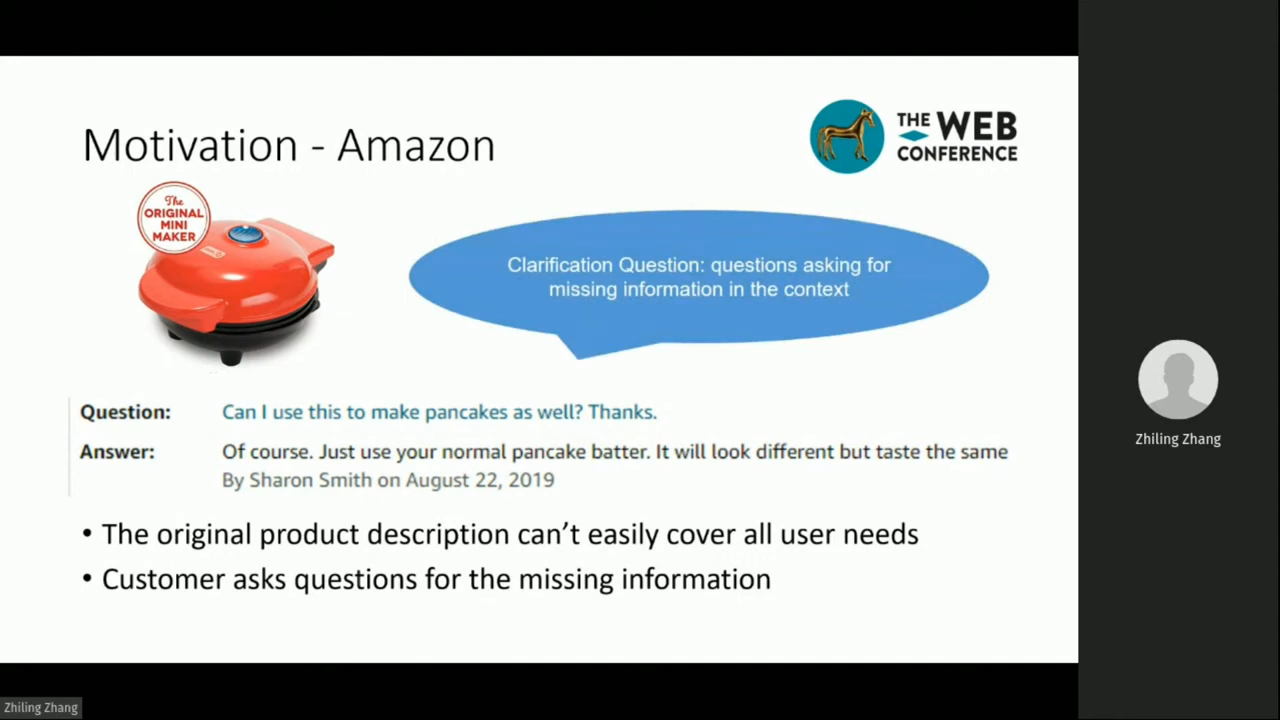 Motivation - Amazon
THE WEB
CONFERENCE
The
ORIGINAL
MINI
MAKER
Clarification Question: questions asking for
missing information in the context
Question: Can I use this to make pancakes as well? Thanks.
Answer: Of course. Just use your normal pancake batter. It will look different but taste the same
By Sharon Smith on August 22, 2019
• The original product description can’t easily cover all user needs
• Customer asks questions for the missing information
Zhiling Zhang
Zhiling Zhang